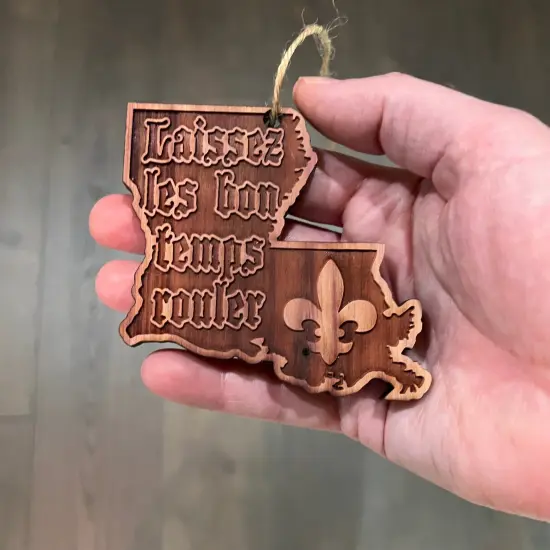 Laissez
les bon
temps
rouler